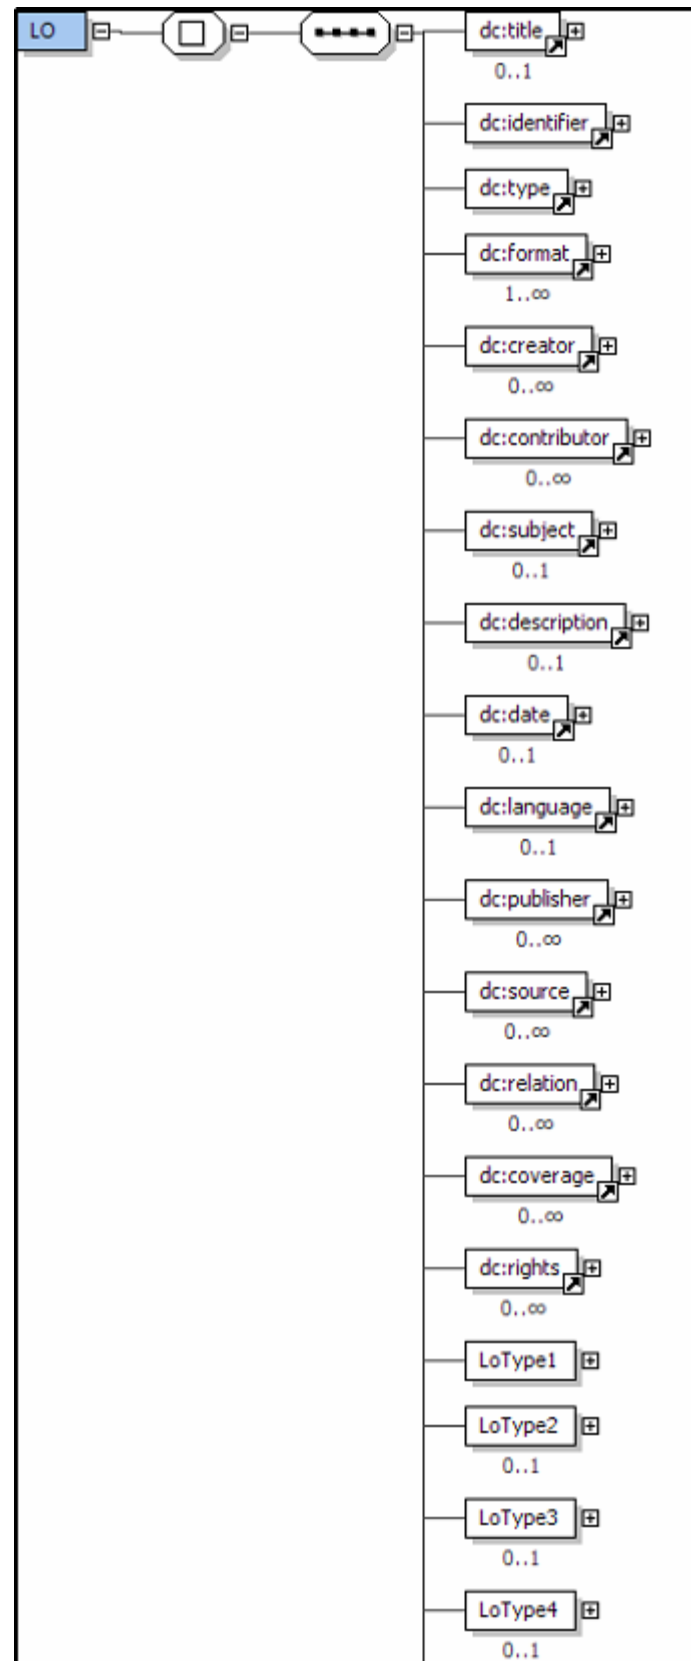 LO
dc:title
0..1
dc:identifier
dc:type
dc:format
1..∞
dc:creator
0..∞
dc:contributor
0..∞
dc:subject
0..1
dc:description
0..1
dc:date
0..1
dc:language
0..1
dc:publisher
0..∞
dc:source
0..∞
dc:relation
0..∞
dc:coverage
0..∞
dc:rights
0..∞
LoType1
LoType2
0..1
LoType3
0..1
LoType4
0..1